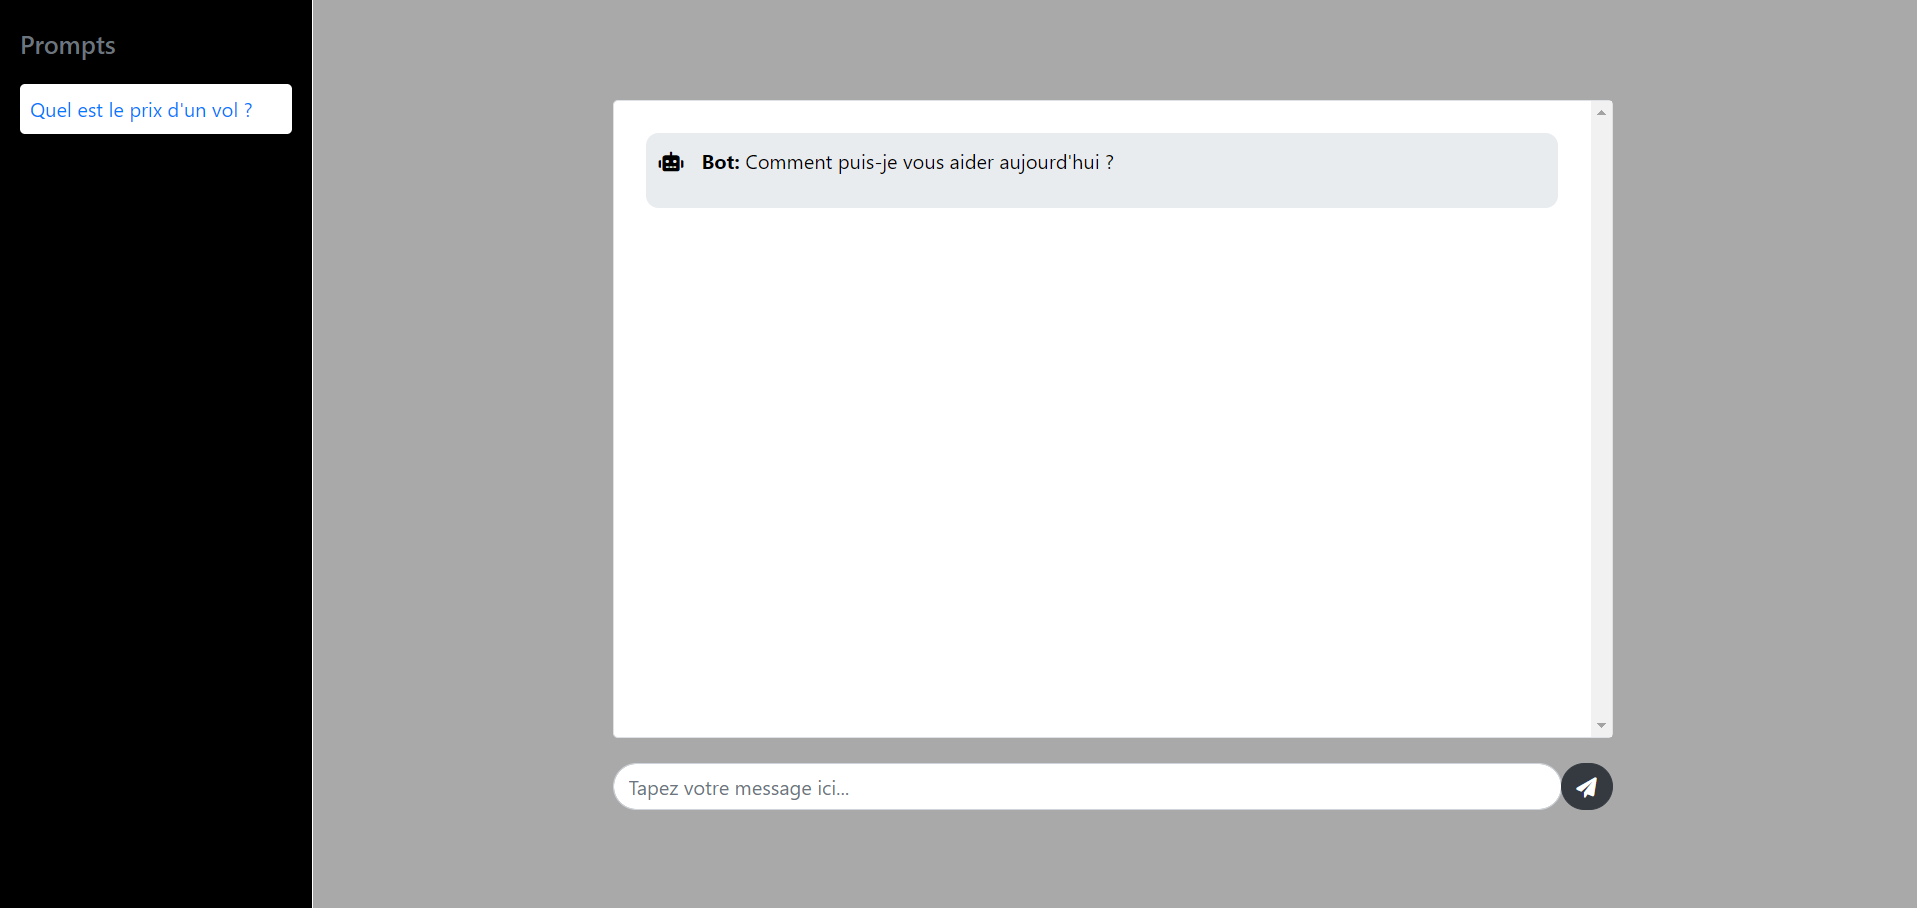 Prompts
Quel est le prix d'un vol ?
Bot: Comment puis-je vous aider aujourd'hui ?
Tapez votre message ici...